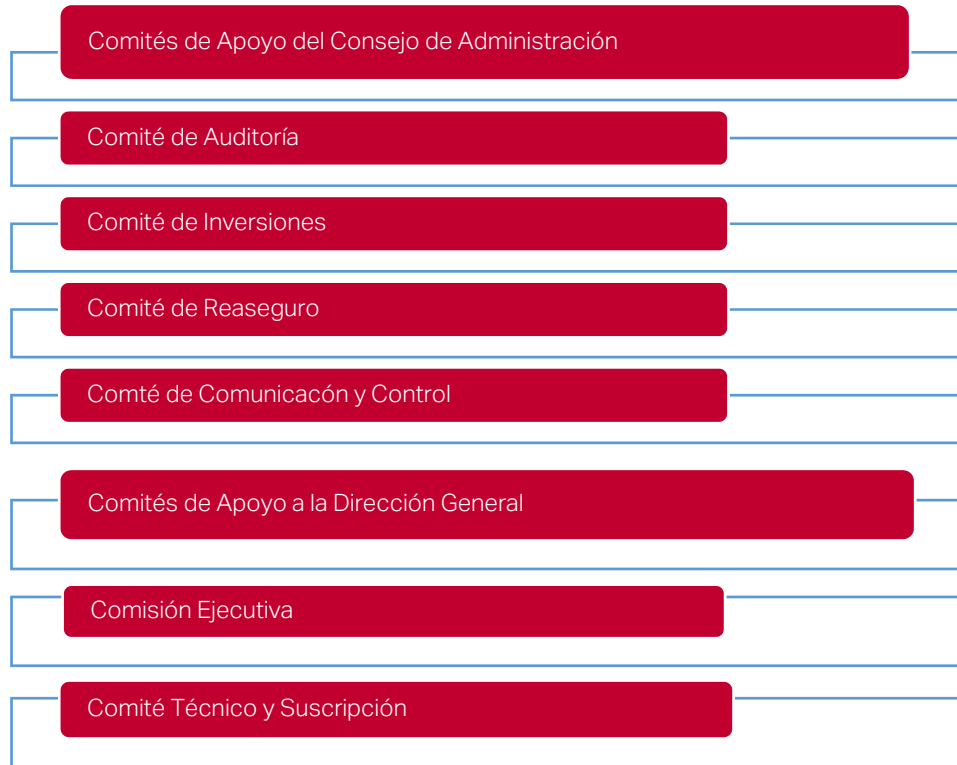 Comités de Apoyo del Consejo de Administración
Comité de Auditoría
Comité de Inversiones
Comité de Reaseguro
Comté de Comunicacón y Control
Comités de Apoyo a la Dirección General
Comisión Ejecutiva
Comité Técnico y Suscripción